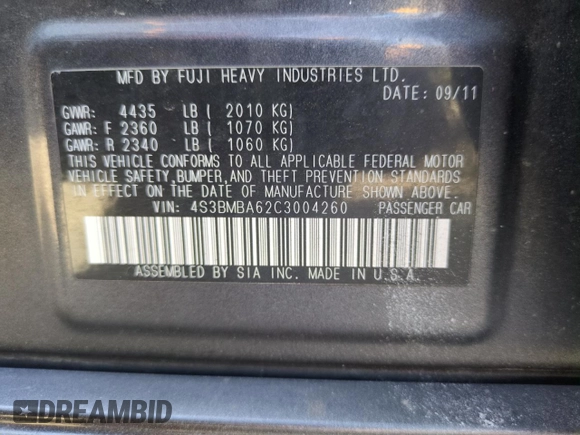 MFD BY FUJI HEAVY INDUSTRIES LTD.
DATE: 09/11
GVWR: 4435 LB ( 2010 KG)
GAWR: F 2360 LB ( 1070 KG)
GAWR: R 2340 LB ( 1060 KG)
THIS VEHICLE CONFORMS TO ALL APPLICABLE FEDERAL MOTOR
VEHICLE SAFETY, BUMPER, AND THEFT PREVENTION STANDARDS
IN EFFECT ON THE DATE OF MANUFACTURE SHOWN ABOVE.
VIN: 4S3BMBA62C3004260 PASSENGER CAR
ASSEMBLED BY SIA INC. MADE IN U.S.A.
DREAMBID